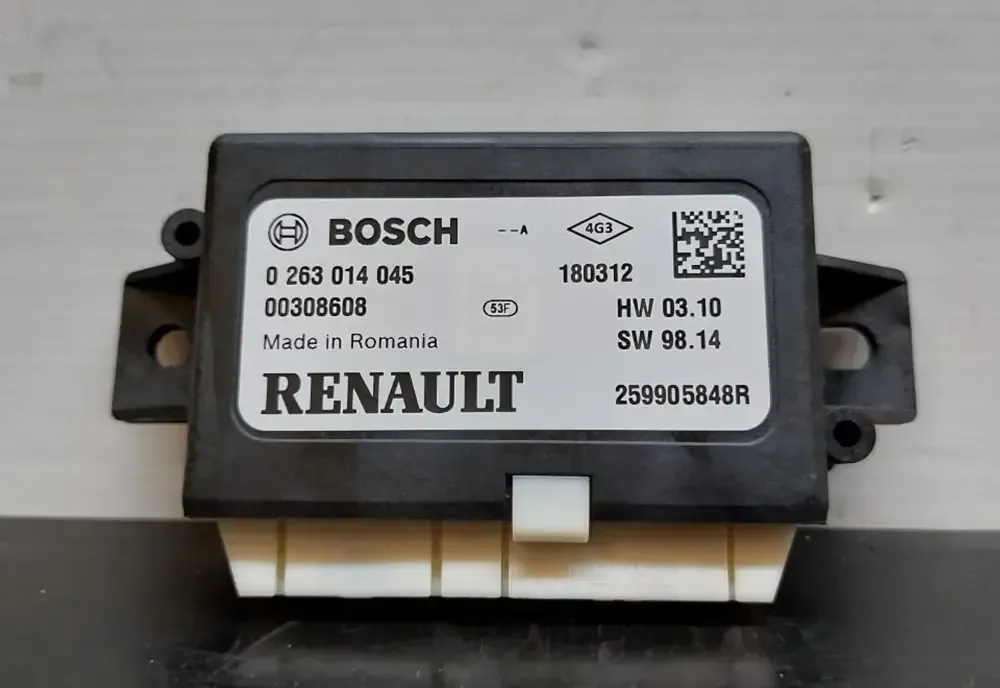 BOSCH --A 4G3
0 263 014 045 180312
00308608 53F HW 03.10
Made in Romania SW 98.14
RENAULT 259905848R